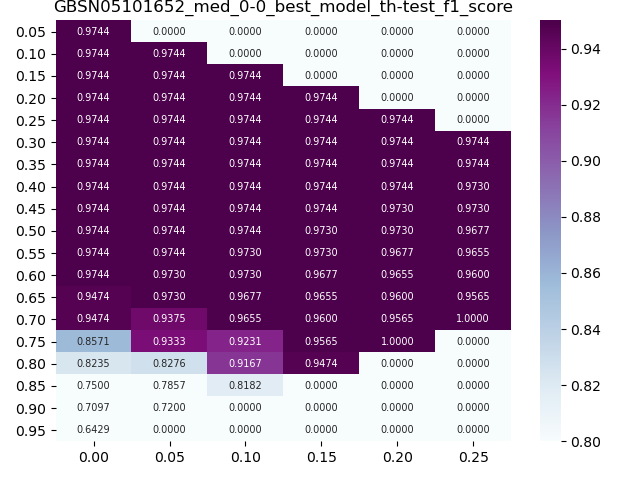 GBSN05101652_med_0-0_best_model_th-test_f1_score
0.05 0.9744 0.0000 0.0000 0.0000 0.0000 0.0000
0.10 0.9744 0.9744 0.0000 0.0000 0.0000 0.0000
0.15 0.9744 0.9744 0.9744 0.0000 0.0000 0.0000
0.20 0.9744 0.9744 0.9744 0.9744 0.0000 0.0000
0.25 0.9744 0.9744 0.9744 0.9744 0.9744 0.0000
0.30 0.9744 0.9744 0.9744 0.9744 0.9744 0.9744
0.35 0.9744 0.9744 0.9744 0.9744 0.9744 0.9744
0.40 0.9744 0.9744 0.9744 0.9744 0.9744 0.9730
0.45 0.9744 0.9744 0.9744 0.9744 0.9730 0.9730
0.50 0.9744 0.9744 0.9744 0.9730 0.9730 0.9677
0.55 0.9744 0.9744 0.9730 0.9730 0.9677 0.9655
0.60 0.9744 0.9730 0.9730 0.9677 0.9655 0.9600
0.65 0.9474 0.9730 0.9677 0.9655 0.9600 0.9565
0.70 0.9474 0.9375 0.9655 0.9600 0.9565 1.0000
0.75 0.8571 0.9333 0.9231 0.9565 1.0000 0.0000
0.80 0.8235 0.8276 0.9167 0.9474 0.0000 0.0000
0.85 0.7500 0.7857 0.8182 0.0000 0.0000 0.0000
0.90 0.7097 0.7200 0.0000 0.0000 0.0000 0.0000
0.95 0.6429 0.0000 0.0000 0.0000 0.0000 0.0000
0.00 0.05 0.10 0.15 0.20 0.25
0.94
0.92
0.90
0.88
0.86
0.84
0.82
0.80